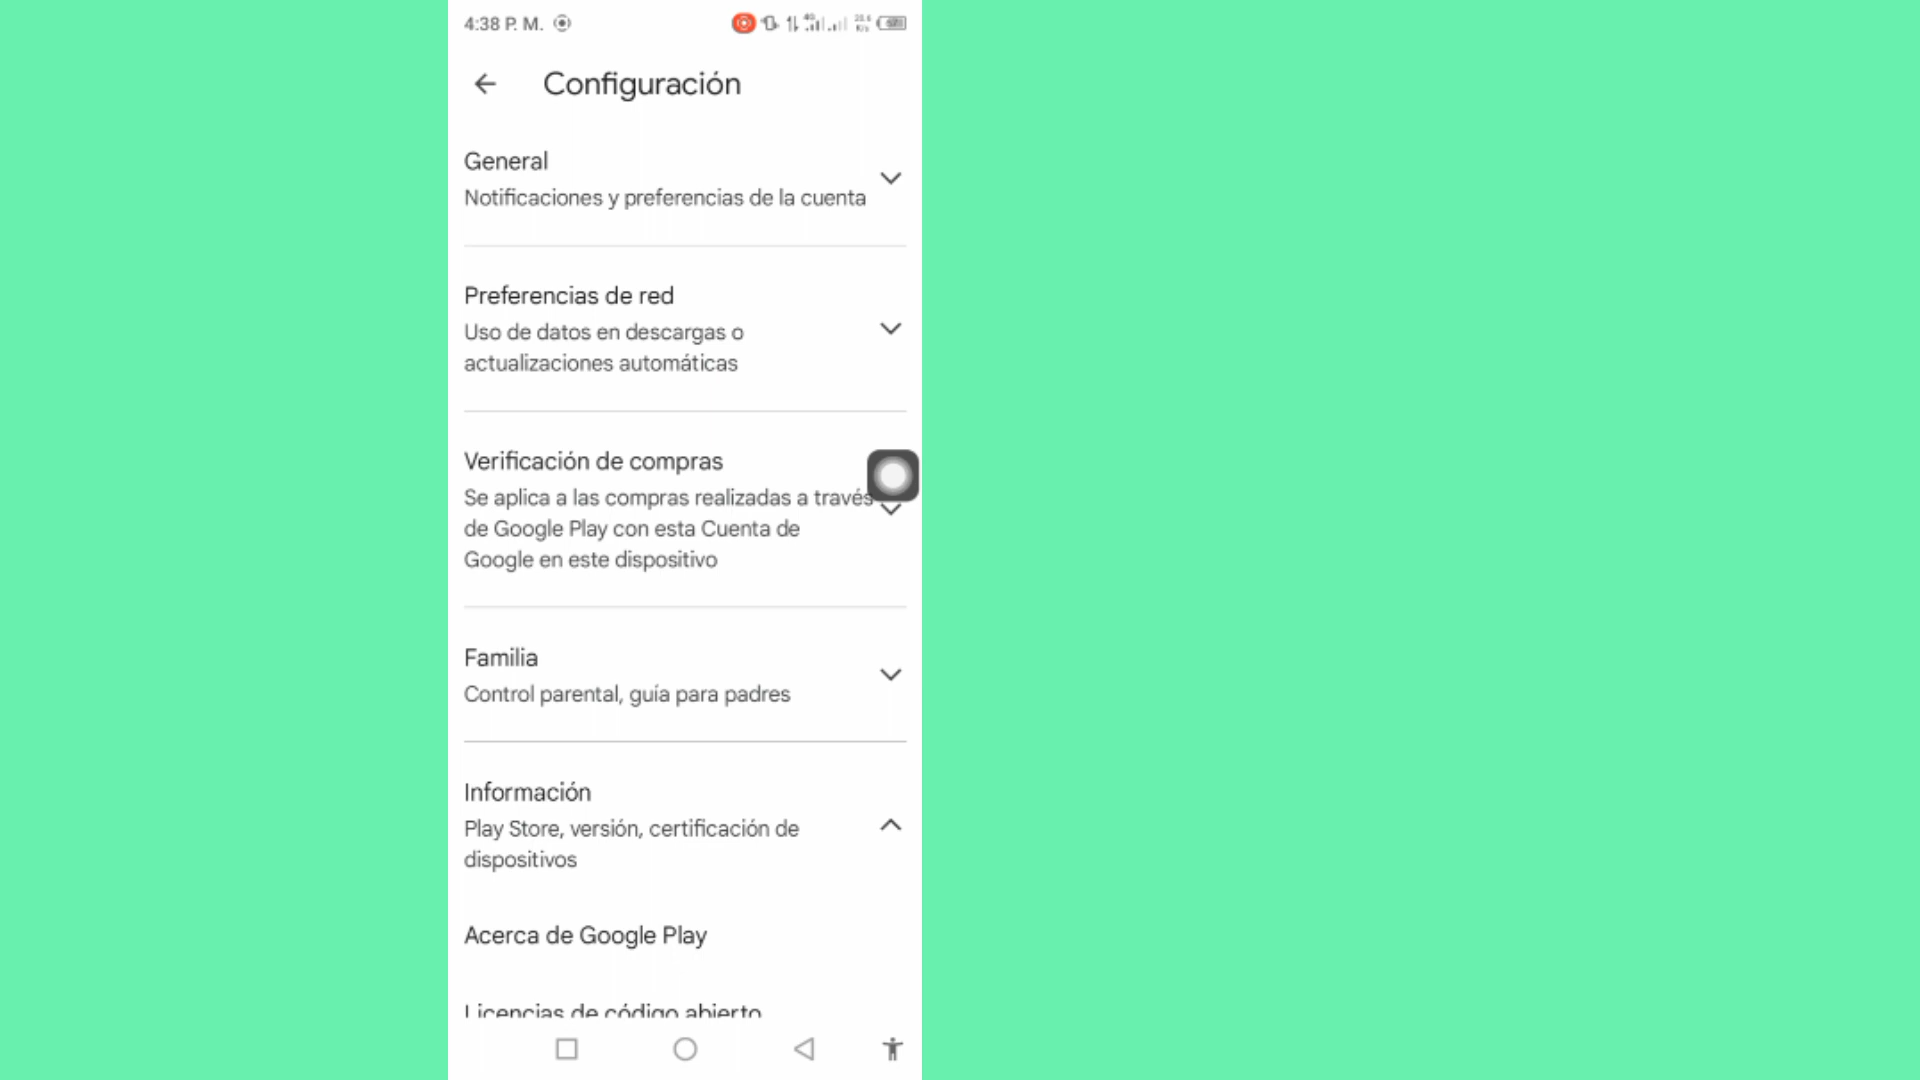 4:38 P. M.
Configuración
General
Notificaciones y preferencias de la cuenta
Preferencias de red
Uso de datos en descargas o
actualizaciones automáticas
Verificación de compras
Se aplica a las compras realizadas a través
de Google Play con esta Cuenta de
Google en este dispositivo
Familia
Control parental, guía para padres
Información
Play Store, versión, certificación de
dispositivos
Acerca de Google Play
Licencias de código abierto